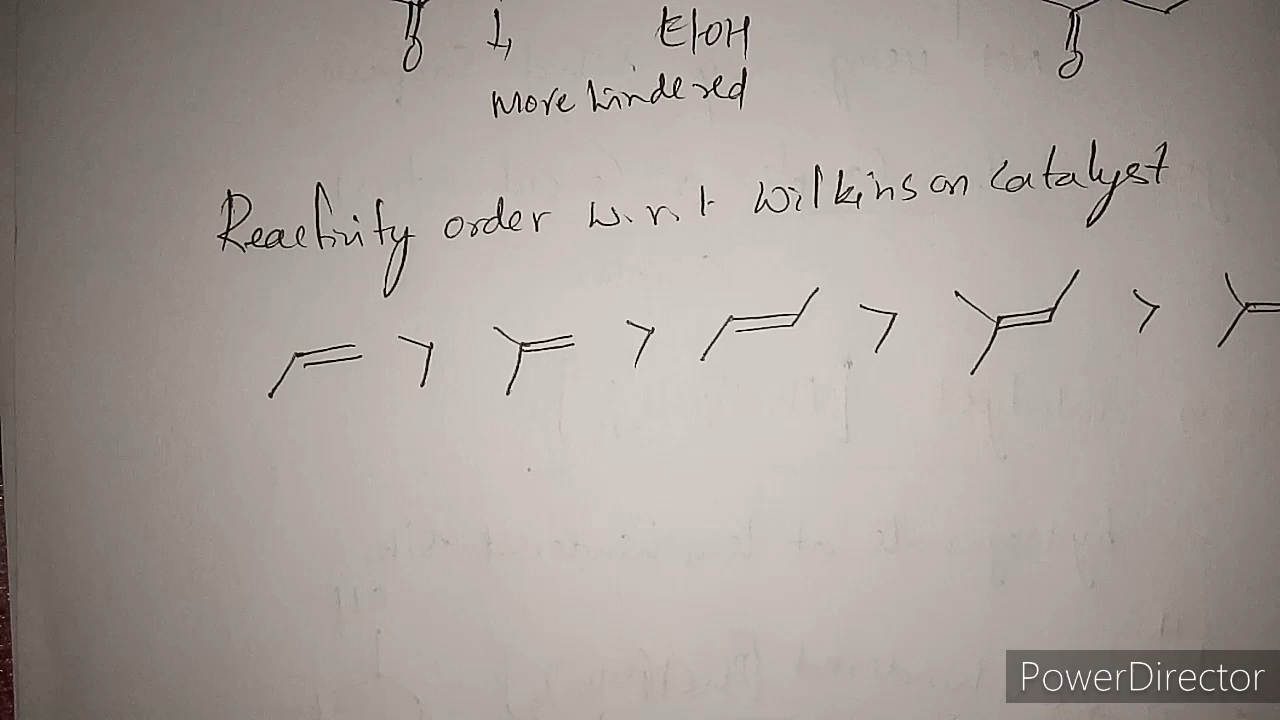 EtOH
More hindered
Reactivity order w.r.t Wilkinson Catalyst
> > > >
PowerDirector